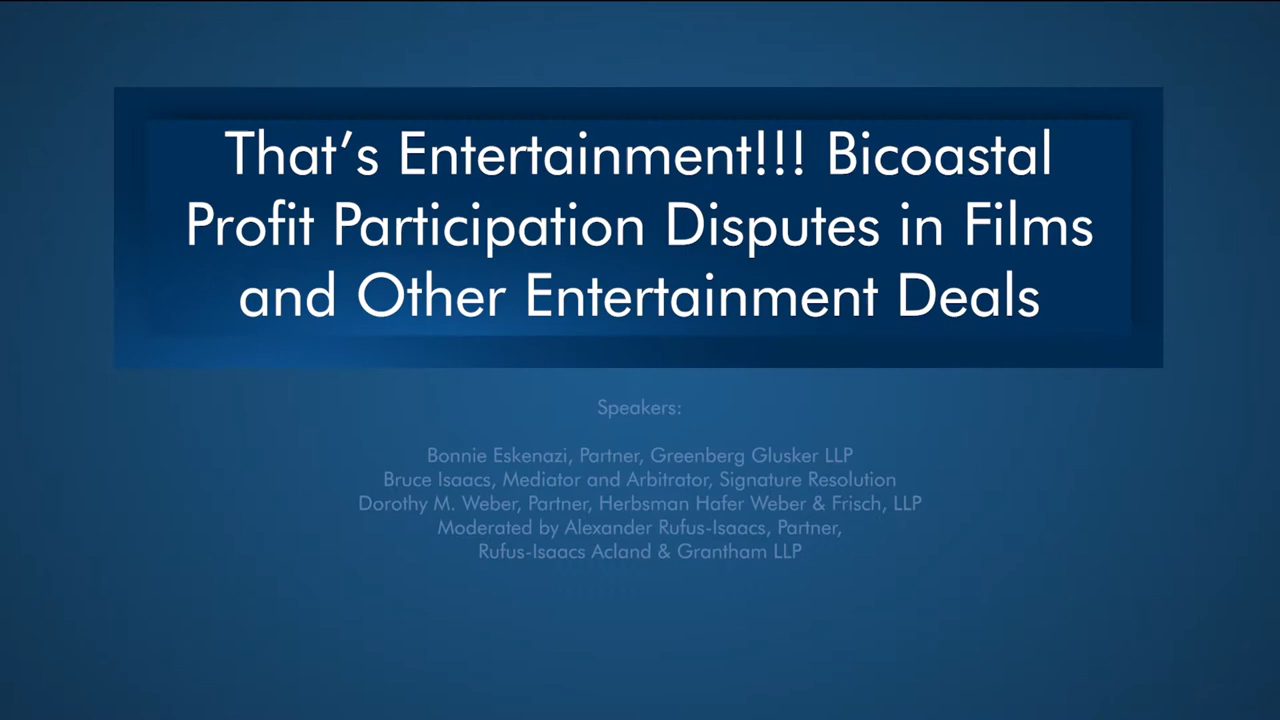 That's Entertainment!!! Bicoastal
Profit Participation Disputes in Films
and Other Entertainment Deals
Speakers:
Bonnie Eskenazi, Partner, Greenberg Glusker LLP
Bruce Isaacs, Mediator and Arbitrator, Signature Resolution
Dorothy M. Weber, Partner, Herbsman Hafer Weber & Frisch, LLP
Moderated by Alexander Rufus-Isaacs, Partner,
Rufus-Isaacs Acland & Grantham LLP